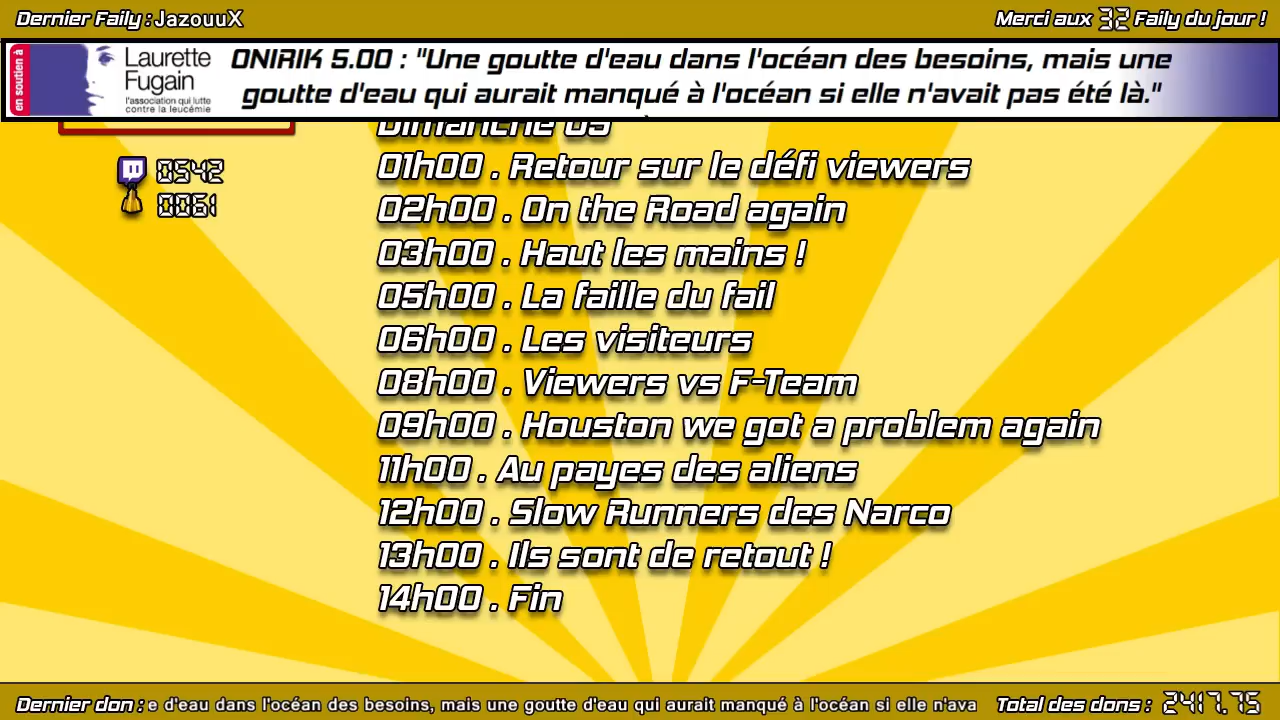 Dernier Faily : JazouuX
Merci aux 32 Faily du jour !
en soutien à
Laurette
Fugain
l'association qui lutte
contre la leucémie
ONIRIK 5.00 : "Une goutte d'eau dans l'océan des besoins, mais une
goutte d'eau qui aurait manqué à l'océan si elle n'avait pas été là."
Dimanche 05
0542
0061
01h00 . Retour sur le défi viewers
02h00 . On the Road again
03h00 . Haut les mains !
05h00 . La faille du fail
06h00 . Les visiteurs
08h00 . Viewers vs F-Team
09h00 . Houston we got a problem again
11h00 . Au payes des aliens
12h00 . Slow Runners des Narco
13h00 . Ils sont de retout !
14h00 . Fin
Dernier don : e d'eau dans l'océan des besoins, mais une goutte d'eau qui aurait manqué à l'océan si elle n'ava
Total des dons : 2417.75